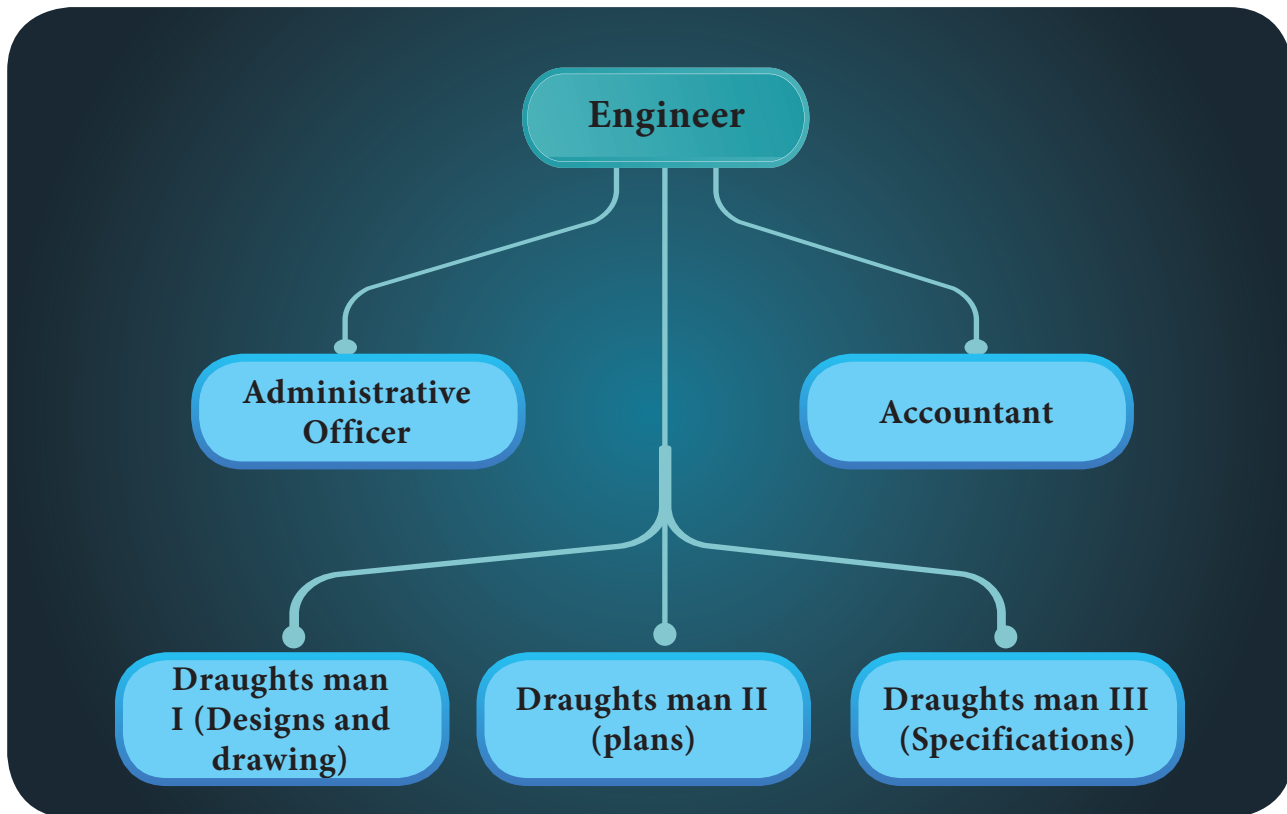 Engineer
Administrative
Officer
Accountant
Draughts man
I (Designs and
drawing)
Draughts man II
(plans)
Draughts man III
(Specifications)